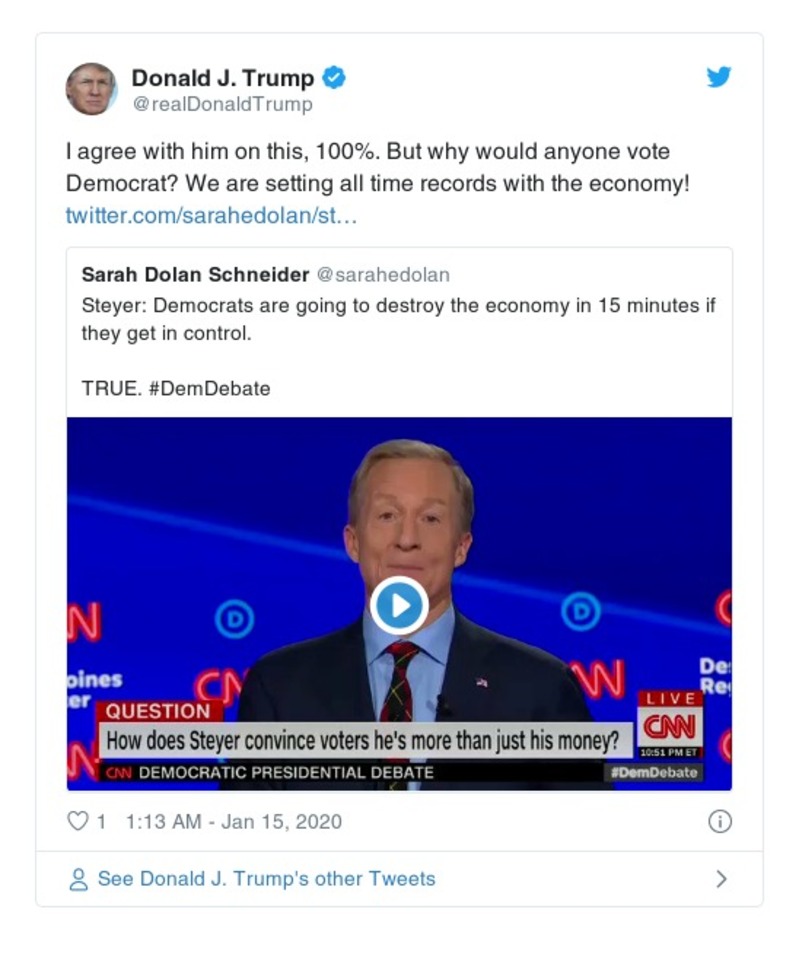 Donald J. Trump
@realDonaldTrump
I agree with him on this, 100%. But why would anyone vote
Democrat? We are setting all time records with the economy!
twitter.com/sarahedolan/st…
Sarah Dolan Schneider @sarahedolan
Steyer: Democrats are going to destroy the economy in 15 minutes if
they get in control.
TRUE. #DemDebate
N
D
D
C
oines
er
CN
NN
De
Re
N
QUESTION
How does Steyer convince voters he's more than just his money?
LIVE
CNN
10:51 PM ET
CNN DEMOCRATIC PRESIDENTIAL DEBATE
#DemDebate
1 1:13 AM - Jan 15, 2020
See Donald J. Trump's other Tweets